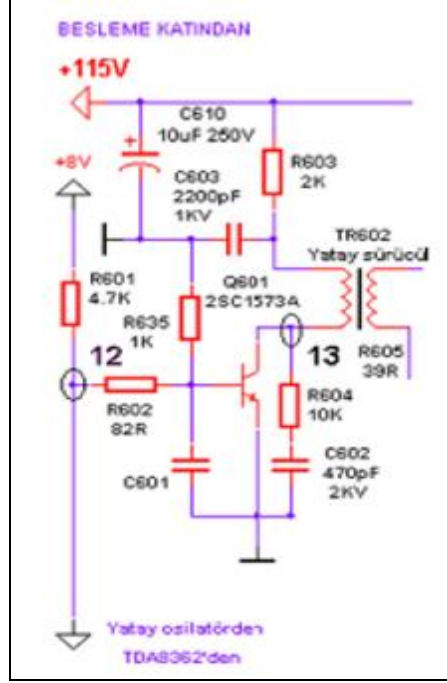 BESLEME KATINDAN
+115V
C610
10uF 250V
+8V
C603
2200pF
1KV
R603
2K
TR602
Yatay sürücül
R601
4.7K
Q601
2SC1573A
R635
1K
12
13
R605
39R
R602
82R
R604
10K
C601
C602
470pF
2KV
Yatay osilatörden
TDA8362'den